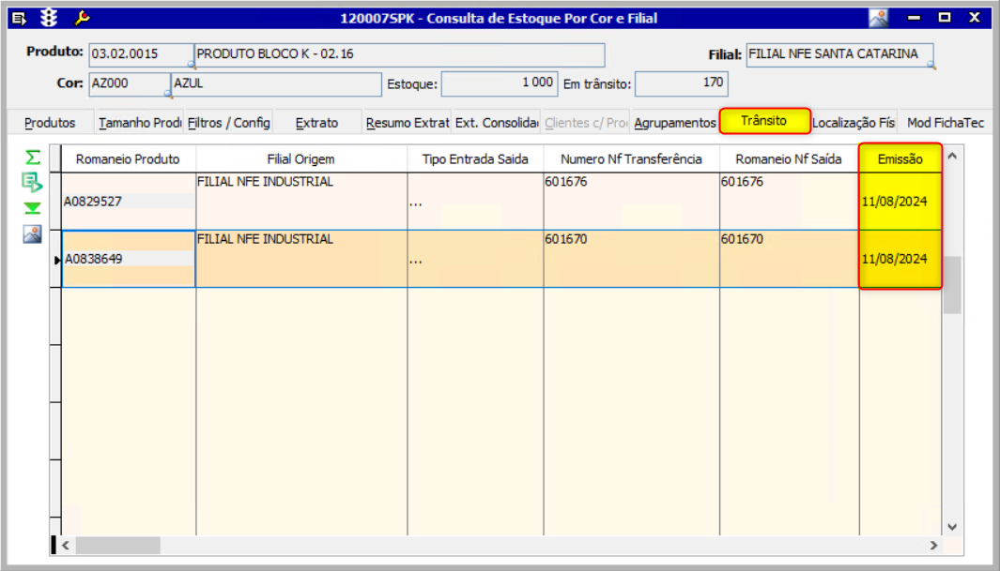 120007SPK - Consulta de Estoque Por Cor e Filial
Produto: 03.02.0015 PRODUTO BLOCO K - 02.16 Filial: FILIAL NFE SANTA CATARINA
Cor: AZ000 AZUL Estoque: 1 000 Em trânsito: 170
Produtos Tamanho Prod Filtros / Config Extrato Resumo Extrat Ext. Consolida Clientes c/ Pro Agrupamentos Trânsito Localização Fís Mod FichaTec
Romaneio Produto Filial Origem Tipo Entrada Saida Numero Nf Transferência Romaneio Nf Saída Emissão
A0829527 FILIAL NFE INDUSTRIAL ... 601676 601676 11/08/2024
A0838649 FILIAL NFE INDUSTRIAL ... 601670 601670 11/08/2024